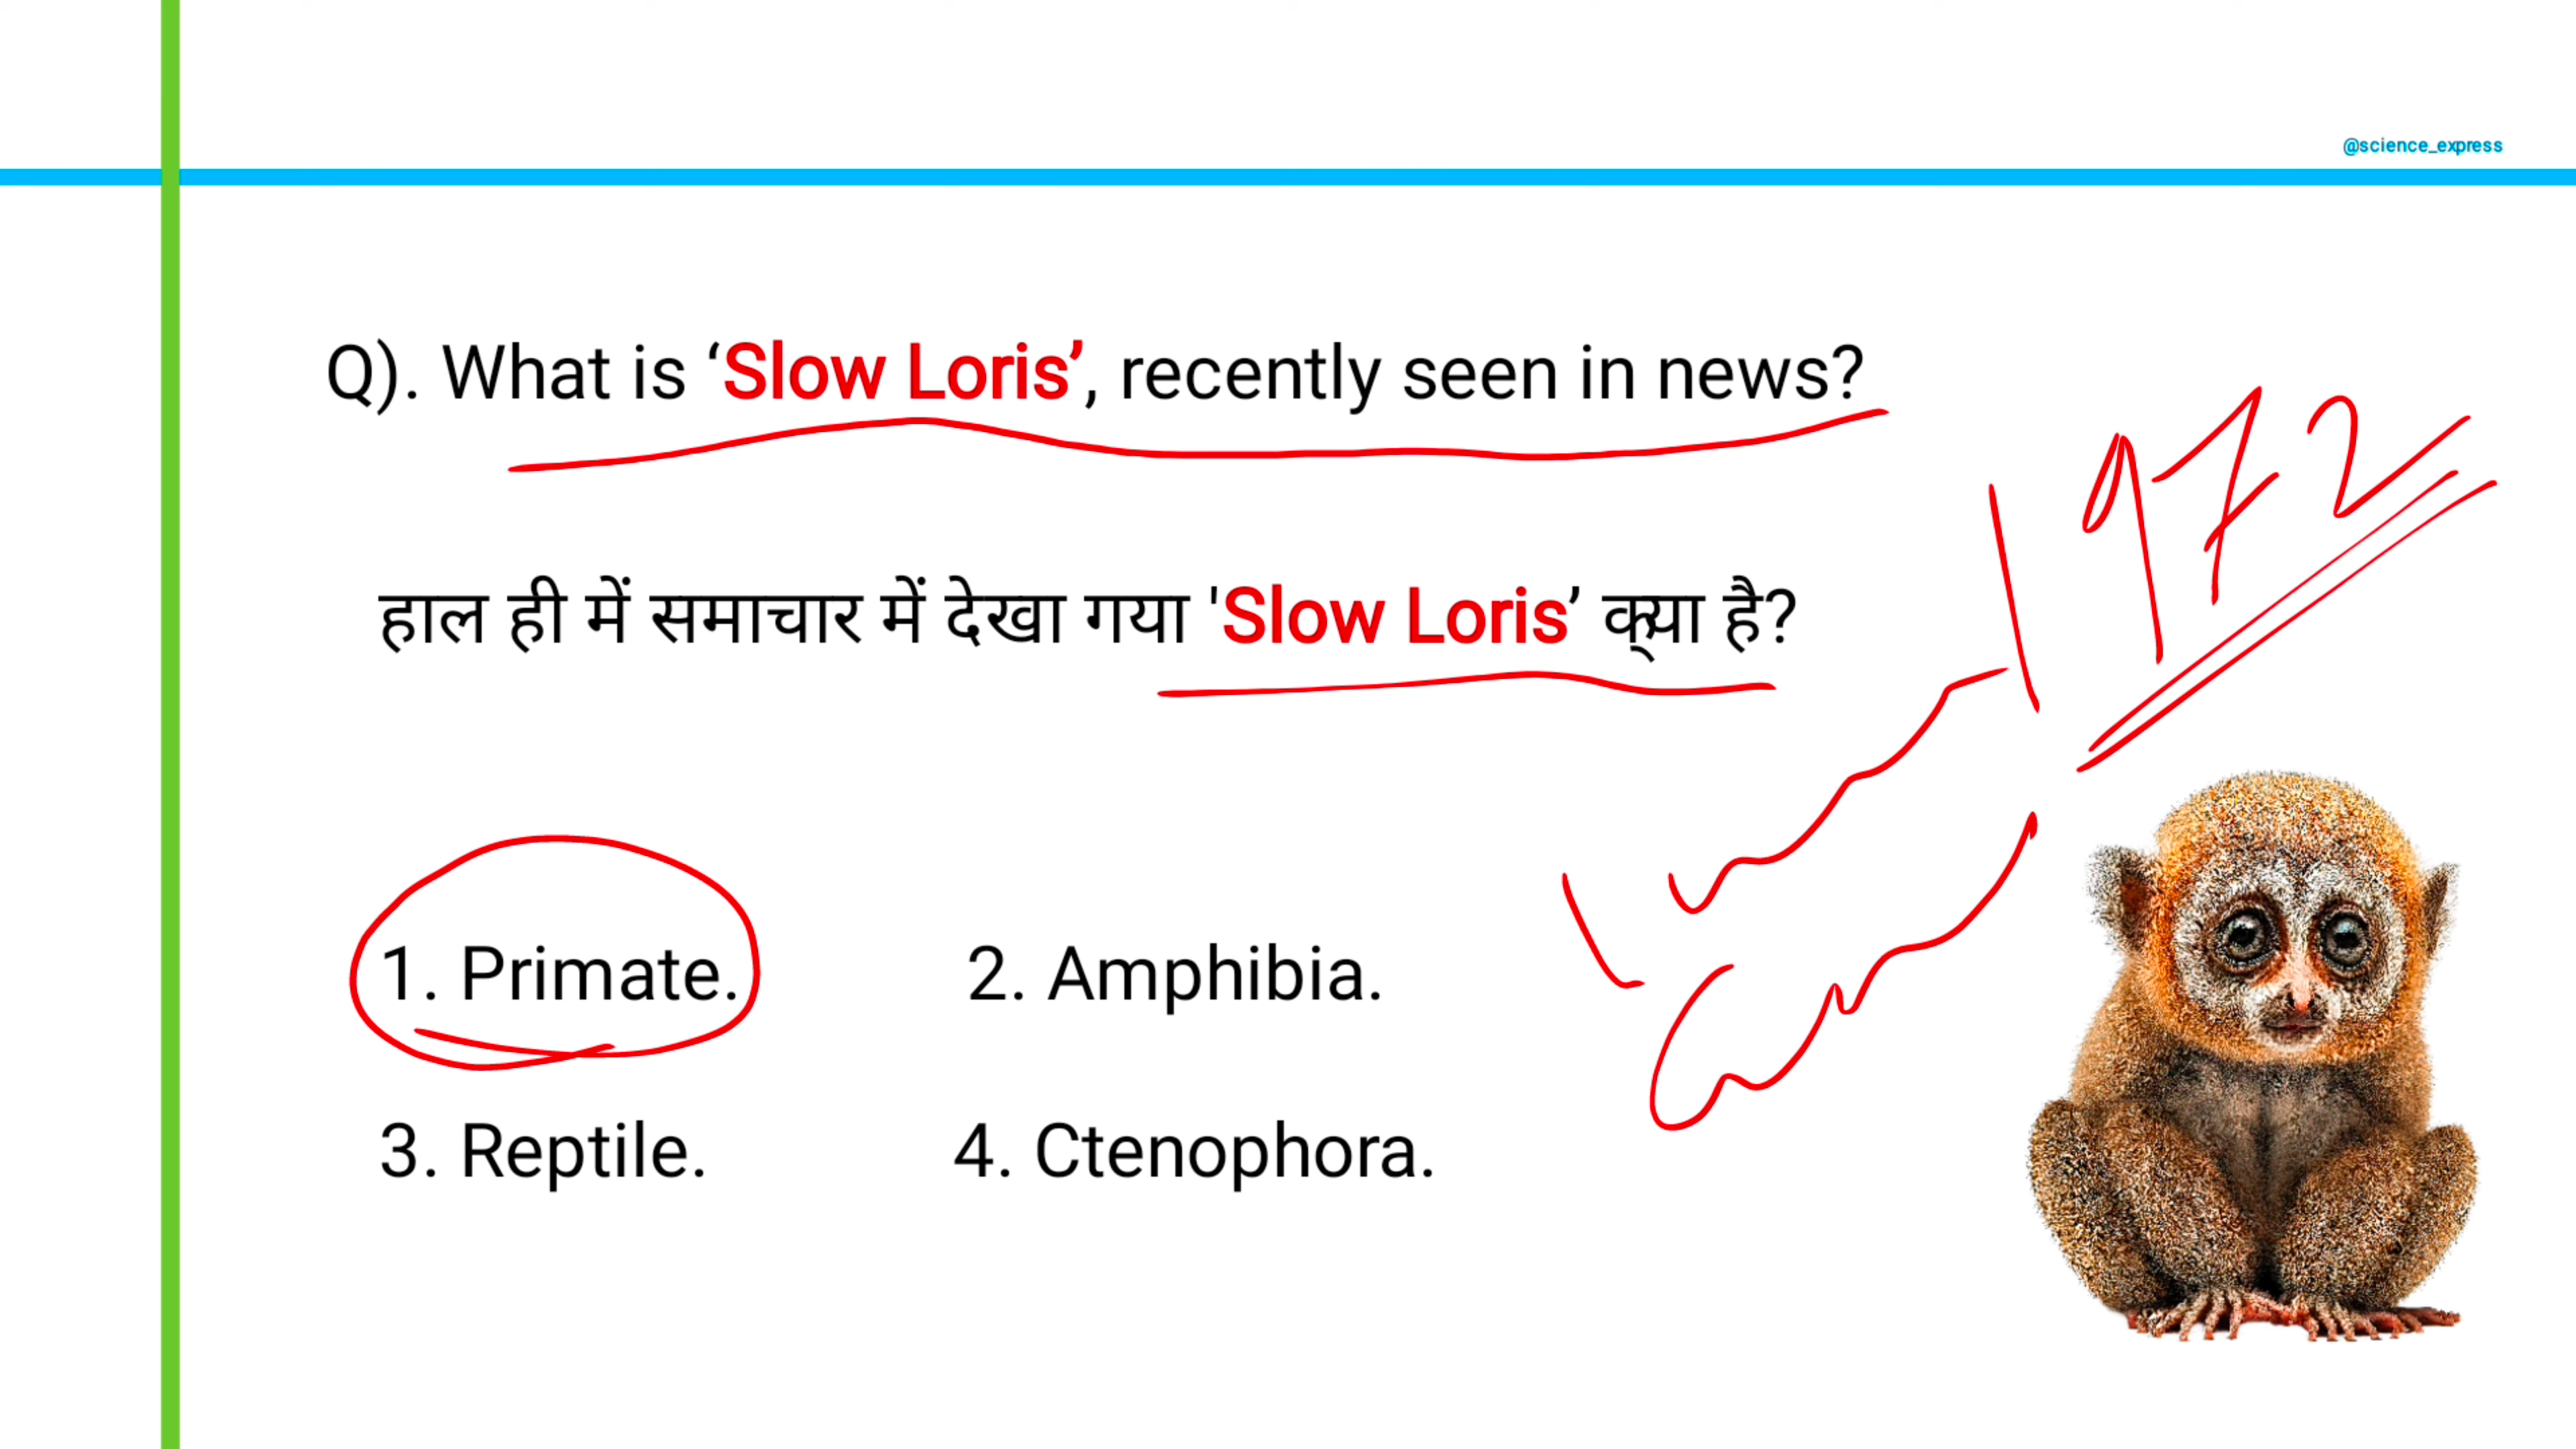 @science_express
Q). What is ‘Slow Loris’, recently seen in news?
1972
हाल ही में समाचार में देखा गया 'Slow Loris’ क्या है?
1. Primate. 2. Amphibia.
3. Reptile. 4. Ctenophora.